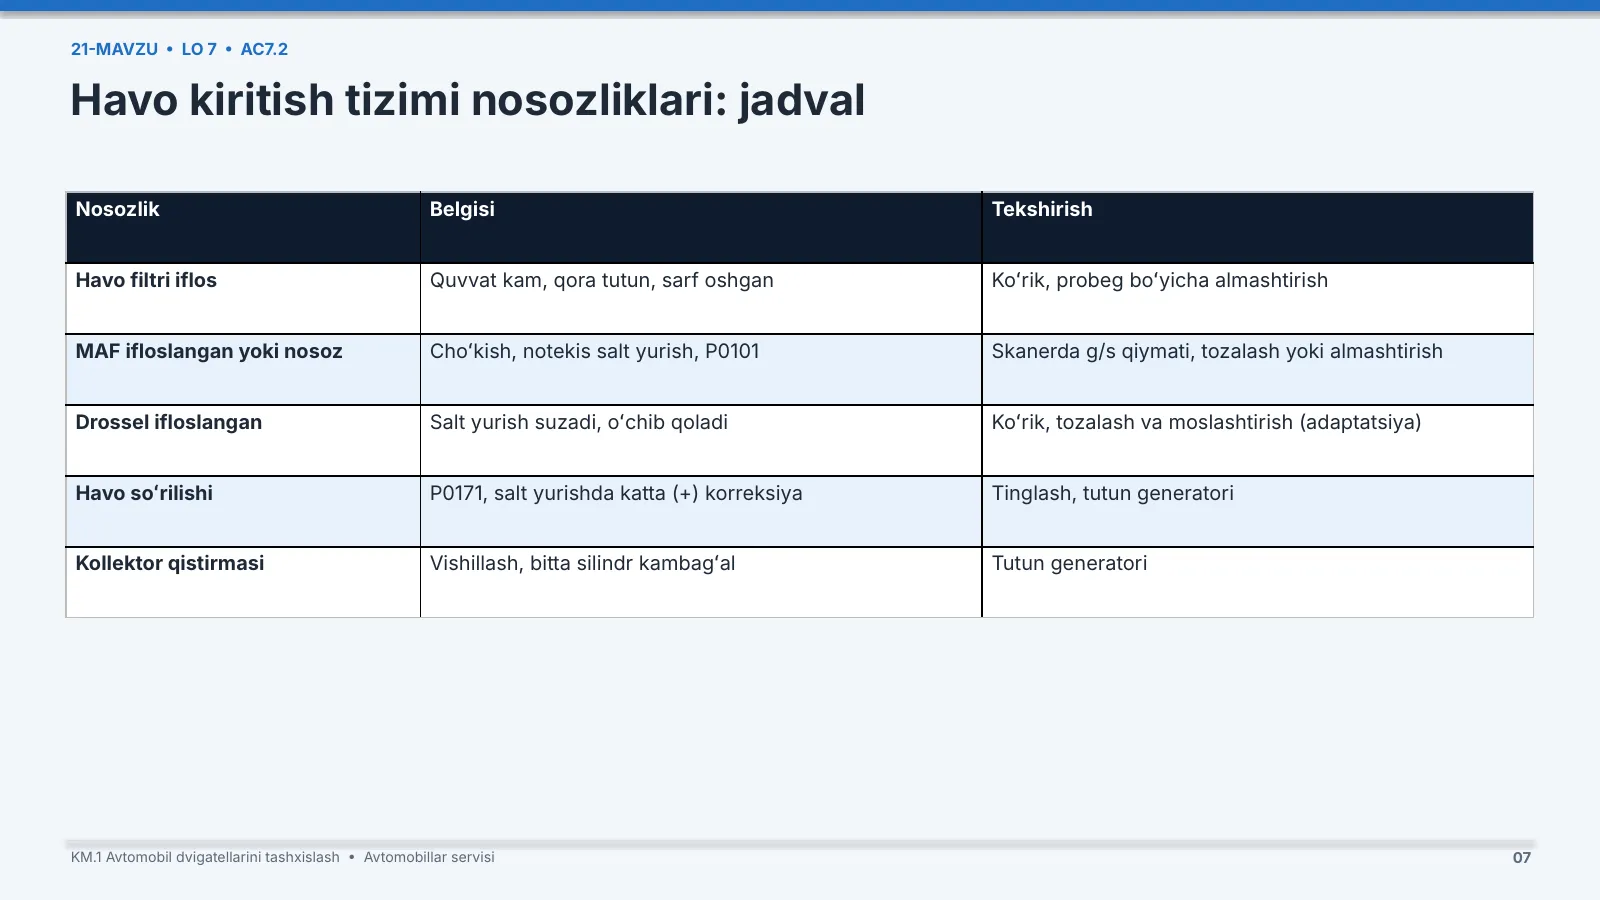 21-MAVZU • LO 7 • AC7.2
Havo kiritish tizimi nosozliklari: jadval
Nosozlik Belgisi Tekshirish
Havo filtri iflos Quvvat kam, qora tutun, sarf oshgan Koʻrik, probeg boʻyicha almashtirish
MAF ifloslangan yoki nosoz Choʻkish, notekis salt yurish, P0101 Skanerda g/s qiymati, tozalash yoki almashtirish
Drossel ifloslangan Salt yurish suzadi, oʻchib qoladi Koʻrik, tozalash va moslashtirish (adaptatsiya)
Havo soʻrilishi P0171, salt yurishda katta (+) korreksiya Tinglash, tutun generatori
Kollektor qistirmasi Vishillash, bitta silindr kambagʻal Tutun generatori
KM.1 Avtomobil dvigatellarini tashxislash • Avtomobillar servisi 07